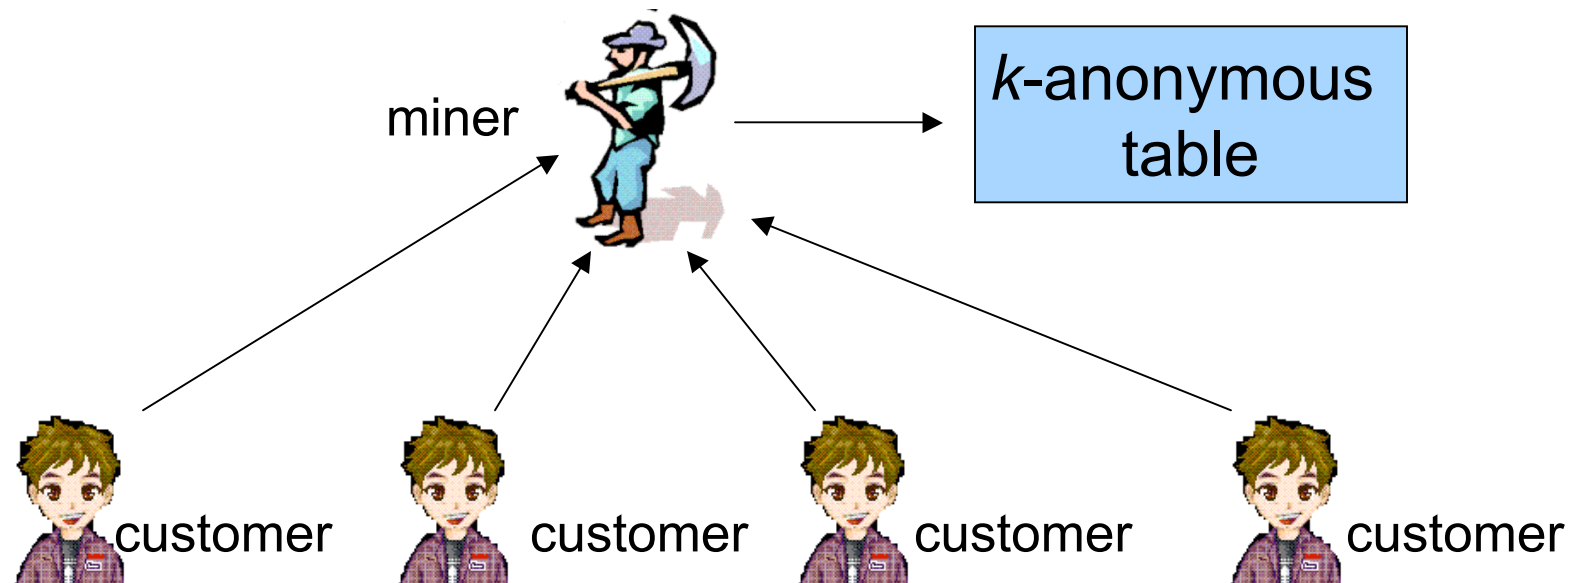 miner
k-anonymous
table
customer
customer
customer
customer